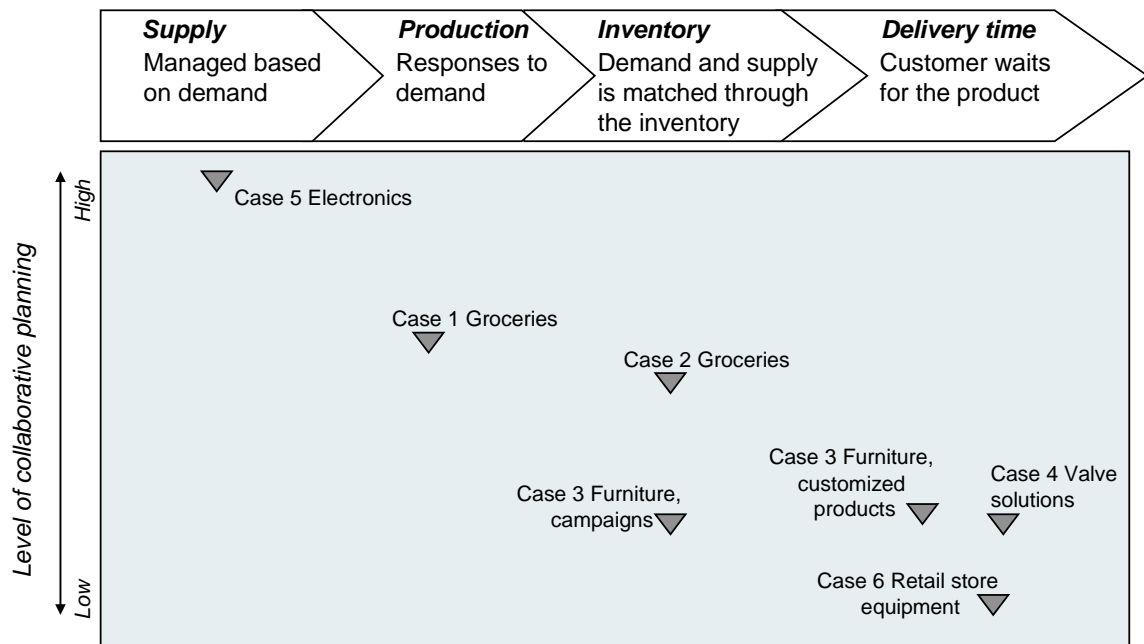 Supply
Managed based
on demand
Production
Responses to
demand
Inventory
Demand and supply
is matched through
the inventory
Delivery time
Customer waits
for the product
Level of collaborative planning
High
Low
Case 5 Electronics
Case 1 Groceries
Case 2 Groceries
Case 3 Furniture,
campaigns
Case 3 Furniture,
customized
products
Case 4 Valve
solutions
Case 6 Retail store
equipment